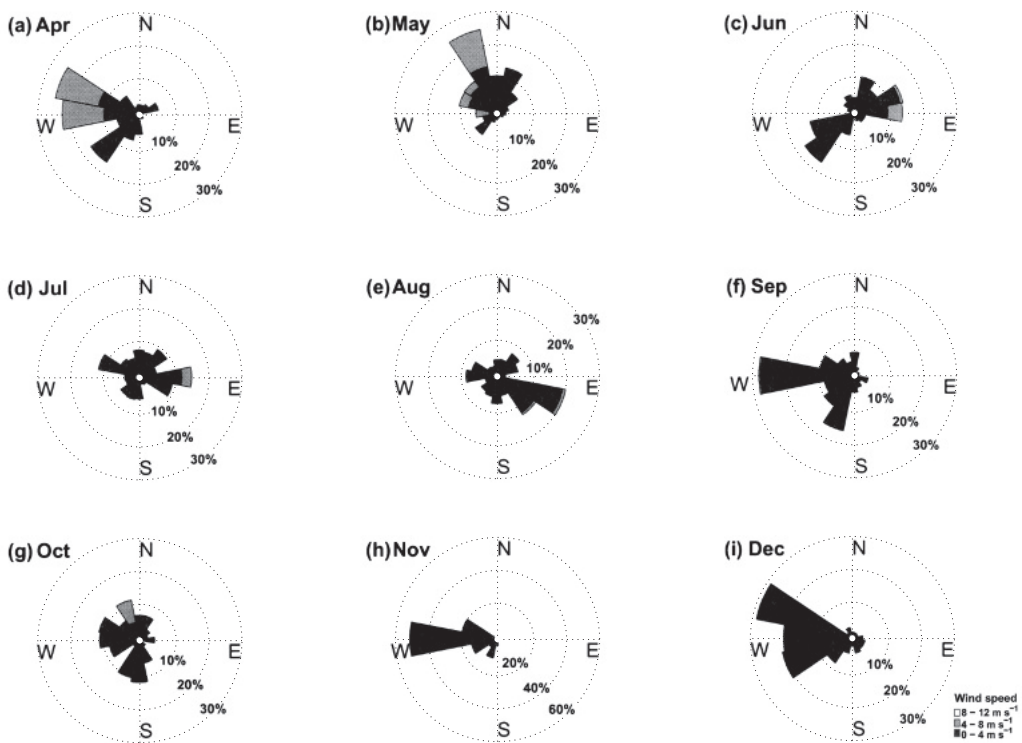 (a) Apr
N
W
E
S
10%
20%
30%
(b) May
N
W
E
S
10%
20%
30%
(c) Jun
N
W
E
S
10%
20%
30%
(d) Jul
N
W
E
S
10%
20%
30%
(e) Aug
N
30%
20%
10%
W
E
S
(f) Sep
N
W
E
S
10%
20%
30%
(g) Oct
N
W
E
S
10%
20%
30%
(h) Nov
N
W
E
S
20%
40%
60%
(i) Dec
N
W
E
S
10%
20%
30%
Wind speed
8 – 12 m s⁻¹
4 – 8 m s⁻¹
0 – 4 m s⁻¹